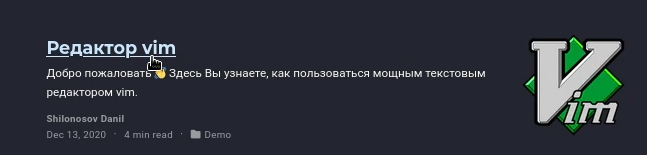 Редактор vim
Добро пожаловать 👋 Здесь Вы узнаете, как пользоваться мощным текстовым
редактором vim.
Shilonosov Danil
Dec 13, 2020 · 4 min read · Demo
Vim